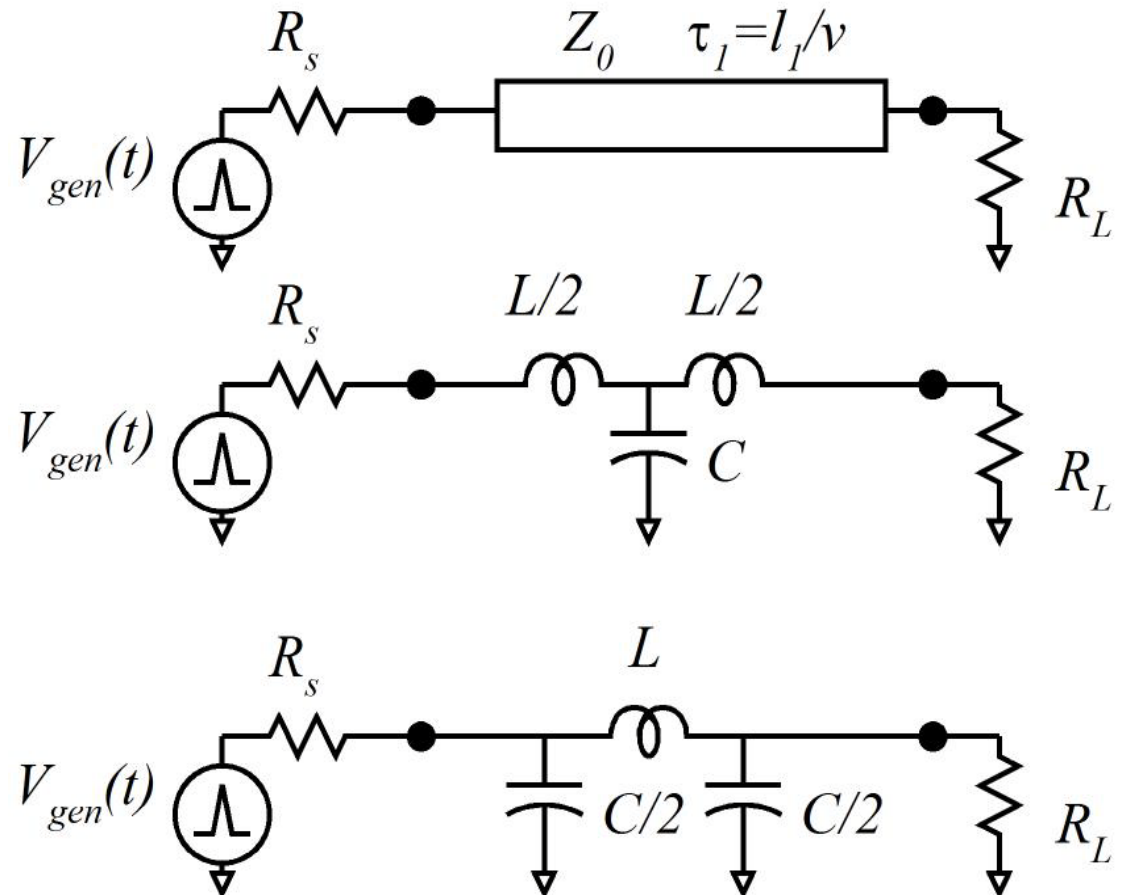 R_s
Z_0 τ_1=l_1/v
V_gen(t)
R_L
R_s
L/2 L/2
V_gen(t)
C
R_L
R_s
L
V_gen(t)
C/2 C/2
R_L